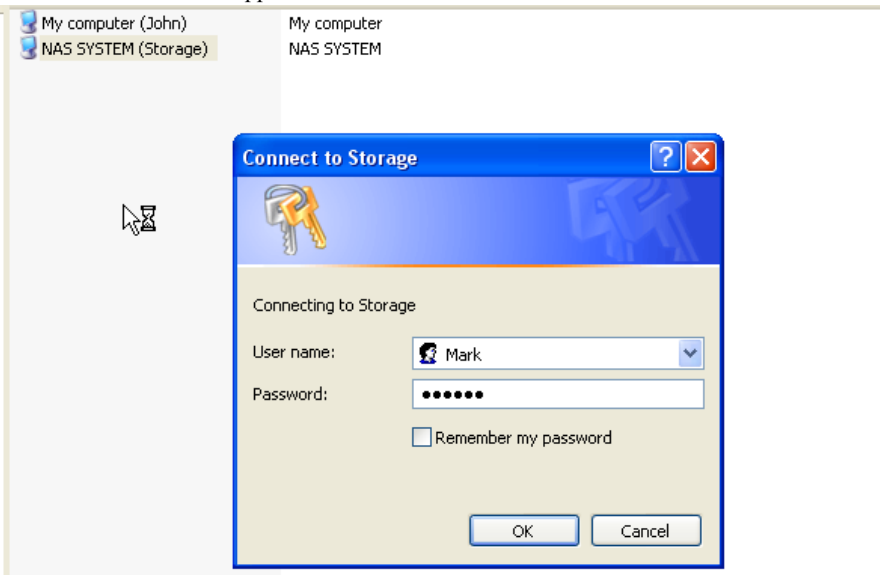 My computer (John) My computer
NAS SYSTEM (Storage) NAS SYSTEM
Connect to Storage
Connecting to Storage
User name: Mark
Password: ••••••
Remember my password
OK Cancel